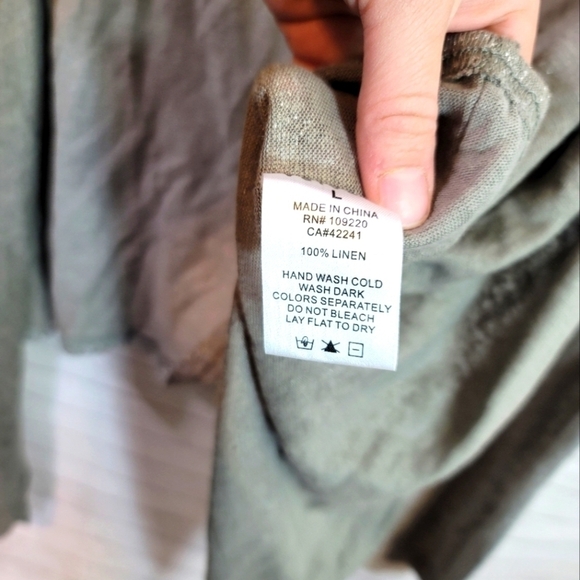 L
MADE IN CHINA
RN# 109220
CA#42241
100% LINEN
HAND WASH COLD
WASH DARK
COLORS SEPARATELY
DO NOT BLEACH
LAY FLAT TO DRY